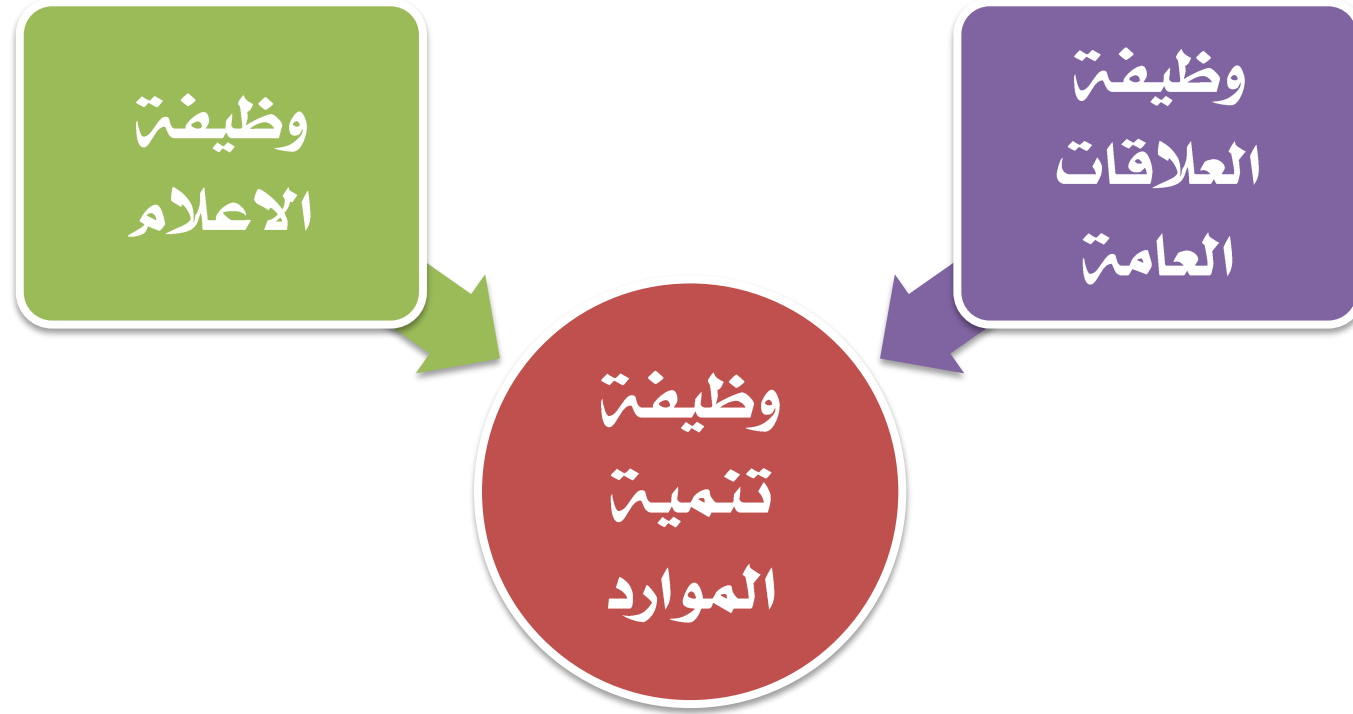 وظيفة
العلاقات
العامة
وظيفة
الاعلام
وظيفة
تنمية
الموارد